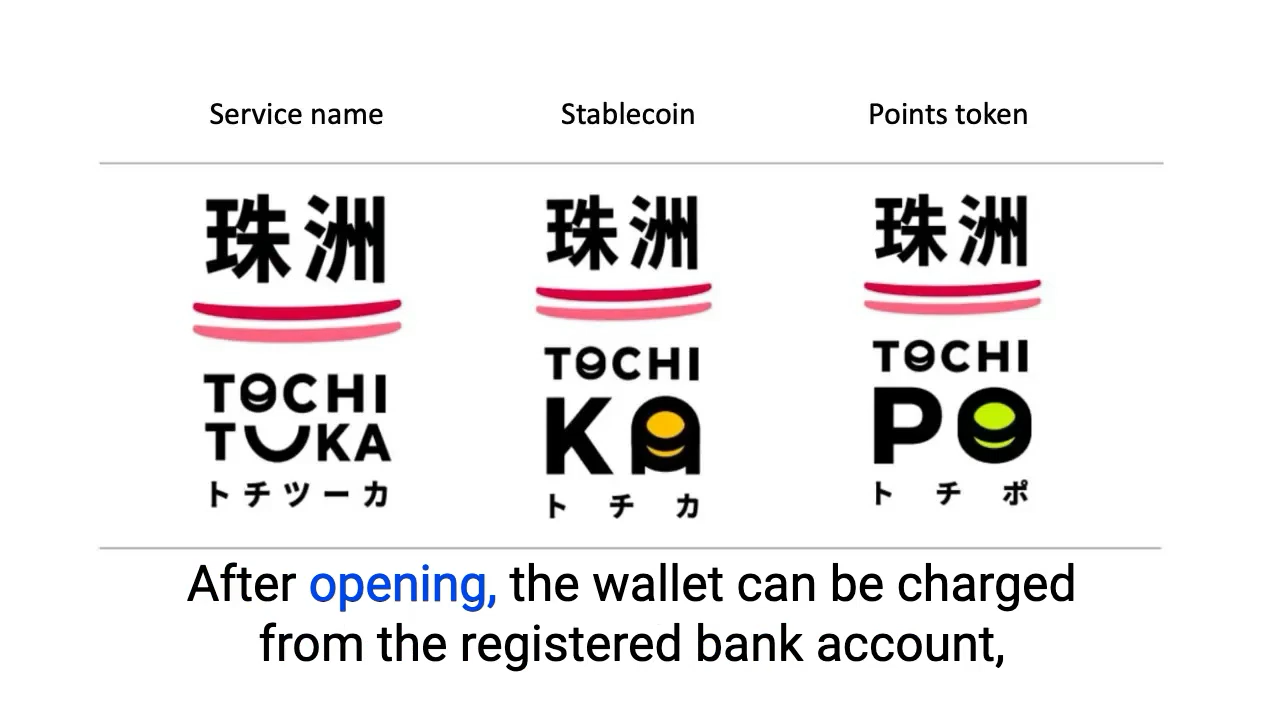 Service name
Stablecoin
Points token
珠洲
TOCHI
TUKA
トチツーカ
珠洲
TOCHI
KA
トチカ
珠洲
TOCHI
PO
トチポ
After opening, the wallet can be charged
from the registered bank account,